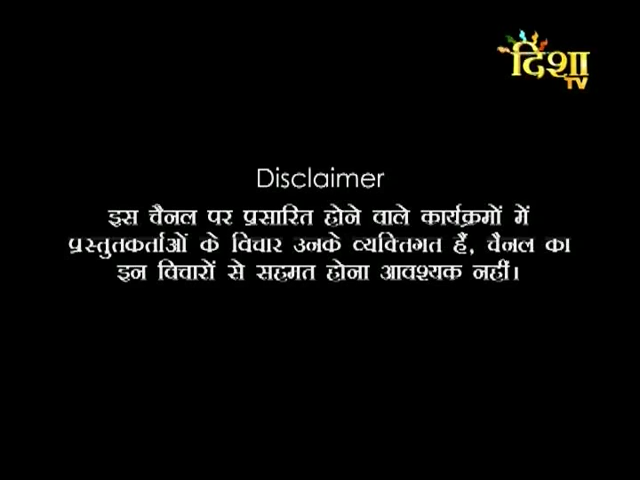 दिशा
TV
Disclaimer
इस चैनल पर प्रसारित होने वाले कार्यक्रमों में
प्रस्तुतकर्ताओं के विचार उनके व्यक्तिगत हैं, चैनल का
इन विचारों से सहमत होना आवश्यक नहीं।